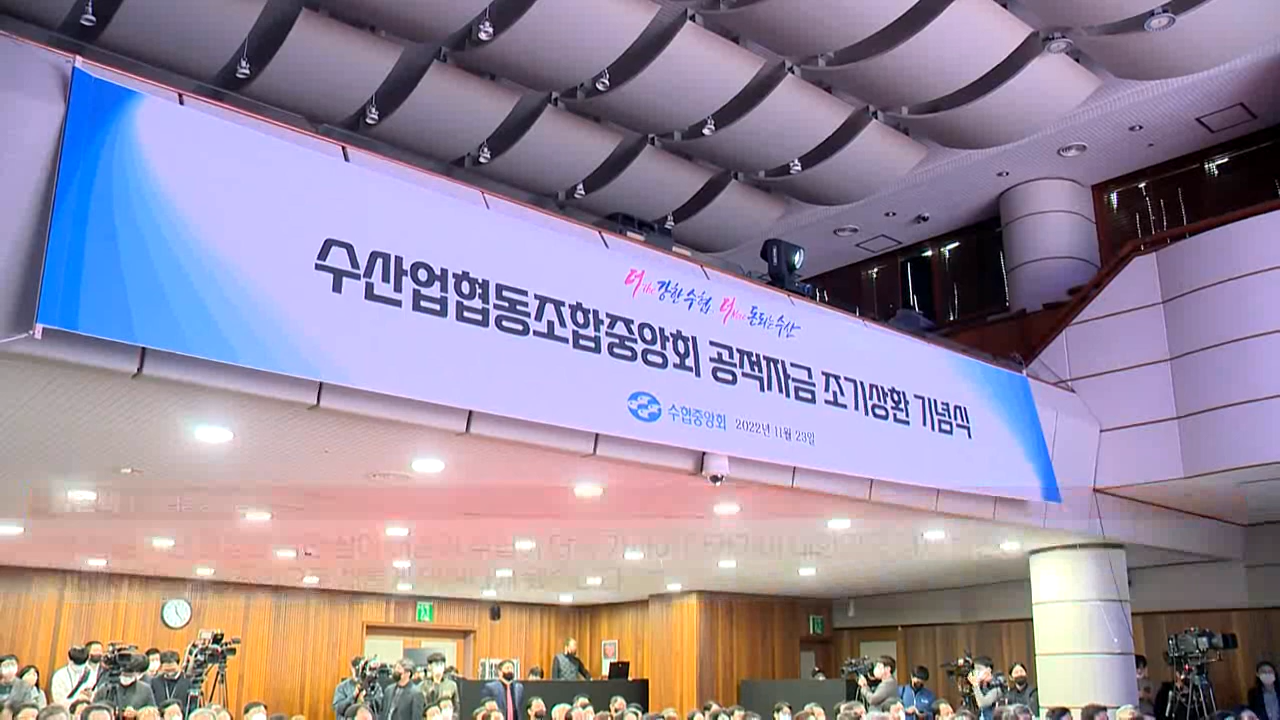 더 the 강한 수협, 더 More 돈되는 수산
수산업협동조합중앙회 공적자금 조기상환 기념식
수협중앙회 2022년 11월 23일